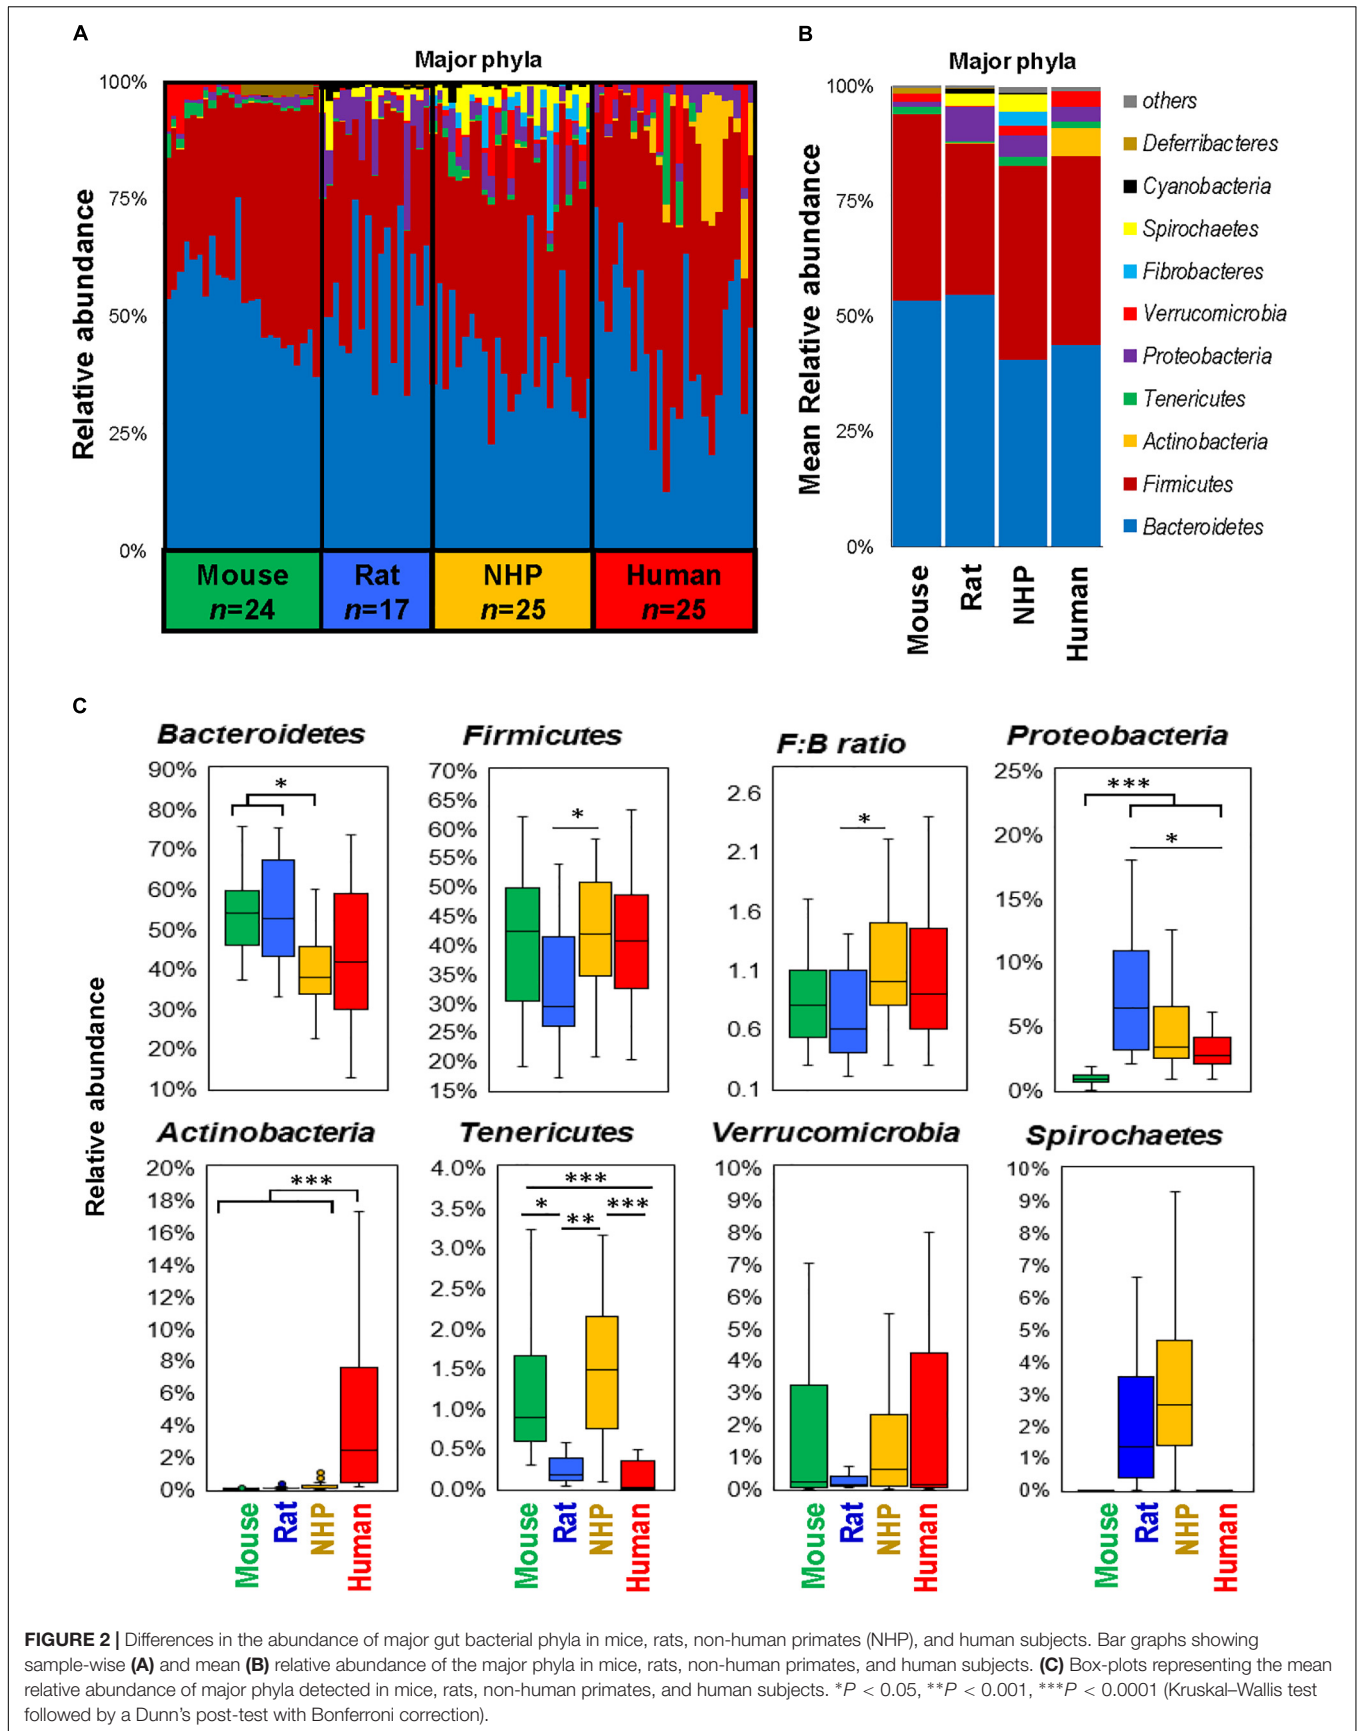 A
Major phyla
100%
75%
50%
25%
0%
Relative abundance
Mouse
n=24
Rat
n=17
NHP
n=25
Human
n=25
B
Major phyla
100%
75%
50%
25%
0%
Mean Relative abundance
Mouse
Rat
NHP
Human
others
Deferribacteres
Cyanobacteria
Spirochaetes
Fibrobacteres
Verrucomicrobia
Proteobacteria
Tenericutes
Actinobacteria
Firmicutes
Bacteroidetes
C
Relative abundance
Bacteroidetes
90%
80%
70%
60%
50%
40%
30%
20%
10%
*
Firmicutes
70%
65%
60%
55%
50%
45%
40%
35%
30%
25%
20%
15%
*
F:B ratio
2.6
2.1
1.6
1.1
0.6
0.1
*
Proteobacteria
25%
20%
15%
10%
5%
0%
***
*
Actinobacteria
20%
18%
16%
14%
12%
10%
8%
6%
4%
2%
0%
***
Mouse
Rat
NHP
Human
Tenericutes
4.0%
3.5%
3.0%
2.5%
2.0%
1.5%
1.0%
0.5%
0.0%
***
*
**
***
Mouse
Rat
NHP
Human
Verrucomicrobia
10%
9%
8%
7%
6%
5%
4%
3%
2%
1%
0%
Mouse
Rat
NHP
Human
Spirochaetes
10%
9%
8%
7%
6%
5%
4%
3%
2%
1%
0%
Mouse
Rat
NHP
Human
FIGURE 2 | Differences in the abundance of major gut bacterial phyla in mice, rats, non-human primates (NHP), and human subjects. Bar graphs showing
sample-wise (A) and mean (B) relative abundance of the major phyla in mice, rats, non-human primates, and human subjects. (C) Box-plots representing the mean
relative abundance of major phyla detected in mice, rats, non-human primates, and human subjects. *P < 0.05, **P < 0.001, ***P < 0.0001 (Kruskal–Wallis test
followed by a Dunn's post-test with Bonferroni correction).